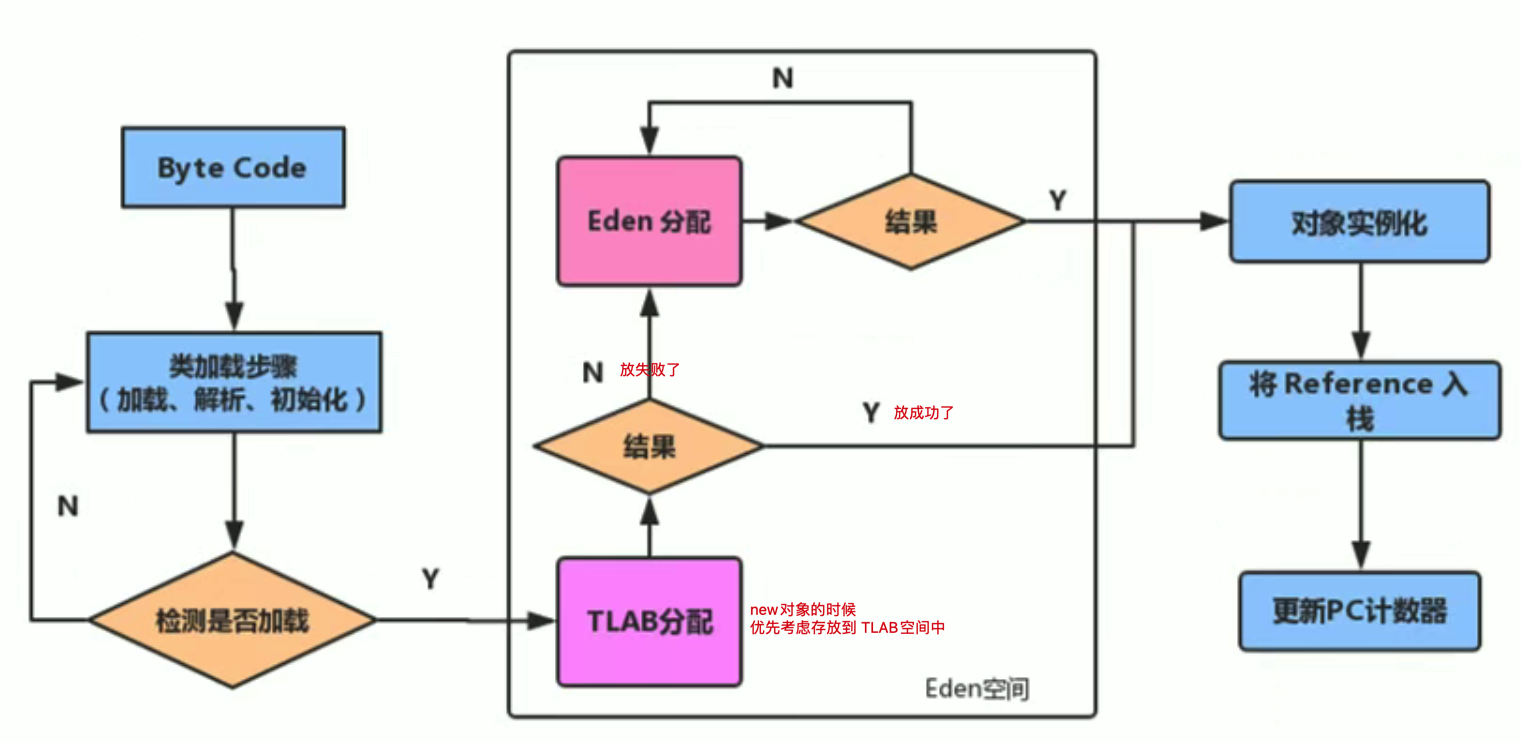 Byte Code
类加载步骤
（加载、解析、初始化）
N
检测是否加载
Y
N
Eden 分配
结果
Y
N 放失败了
结果
Y 放成功了
TLAB分配
new对象的时候
优先考虑存放到 TLAB空间中
Eden空间
对象实例化
将 Reference 入
栈
更新PC计数器